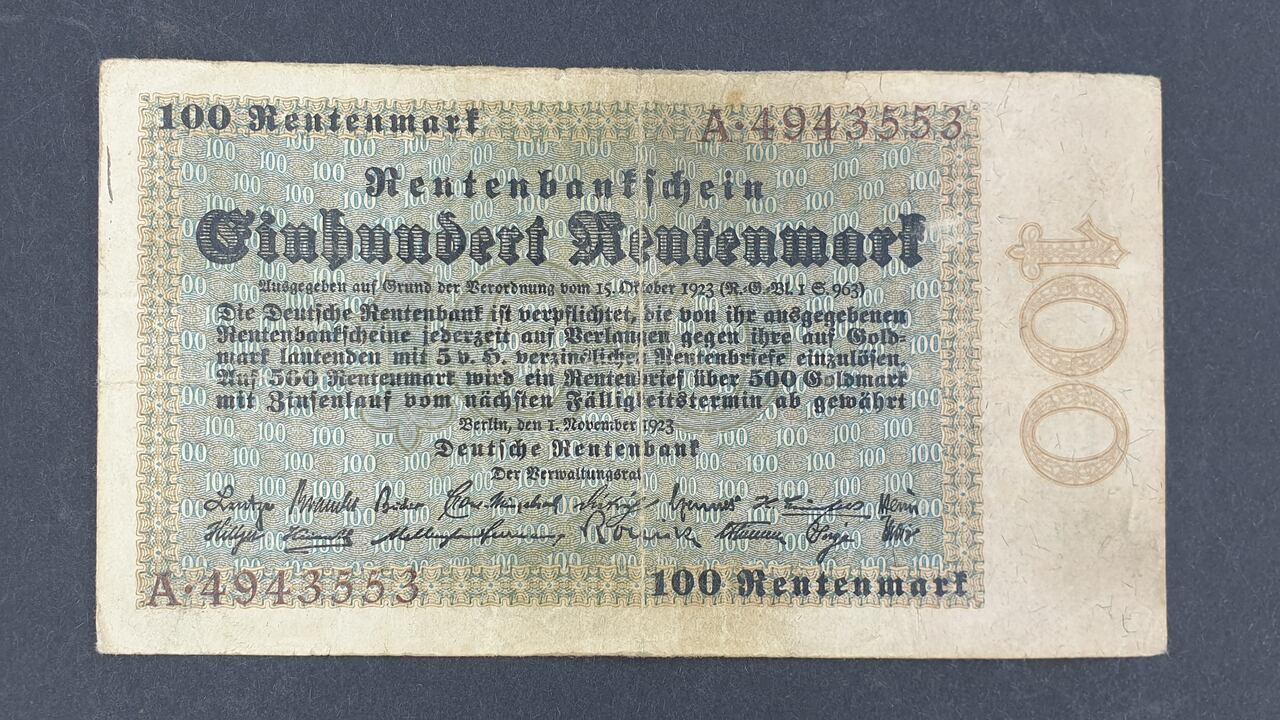 100 Rentenmark
A·4943553
Rentenbankschein
Einhundert Rentenmark
Ausgegeben auf Grund der Verordnung vom 15. Oktober 1923 (R.-G.-Bl. I S. 963)
Die Deutsche Rentenbank ist verpflichtet, die von ihr ausgegebenen
Rentenbankscheine jederzeit auf Verlangen gegen ihre auf Gold-
mark lautenden mit 5 v. H. verzinslichen Rentenbriefe einzulösen.
Auf 500 Rentenmark wird ein Rentenbrief über 500 Goldmark
mit Zinsenlauf vom nächsten Fälligkeitstermin ab gewährt
Berlin, den 1. November 1923
Deutsche Rentenbank
Der Verwaltungsrat
Lentze
A·4943553
100 Rentenmark
100